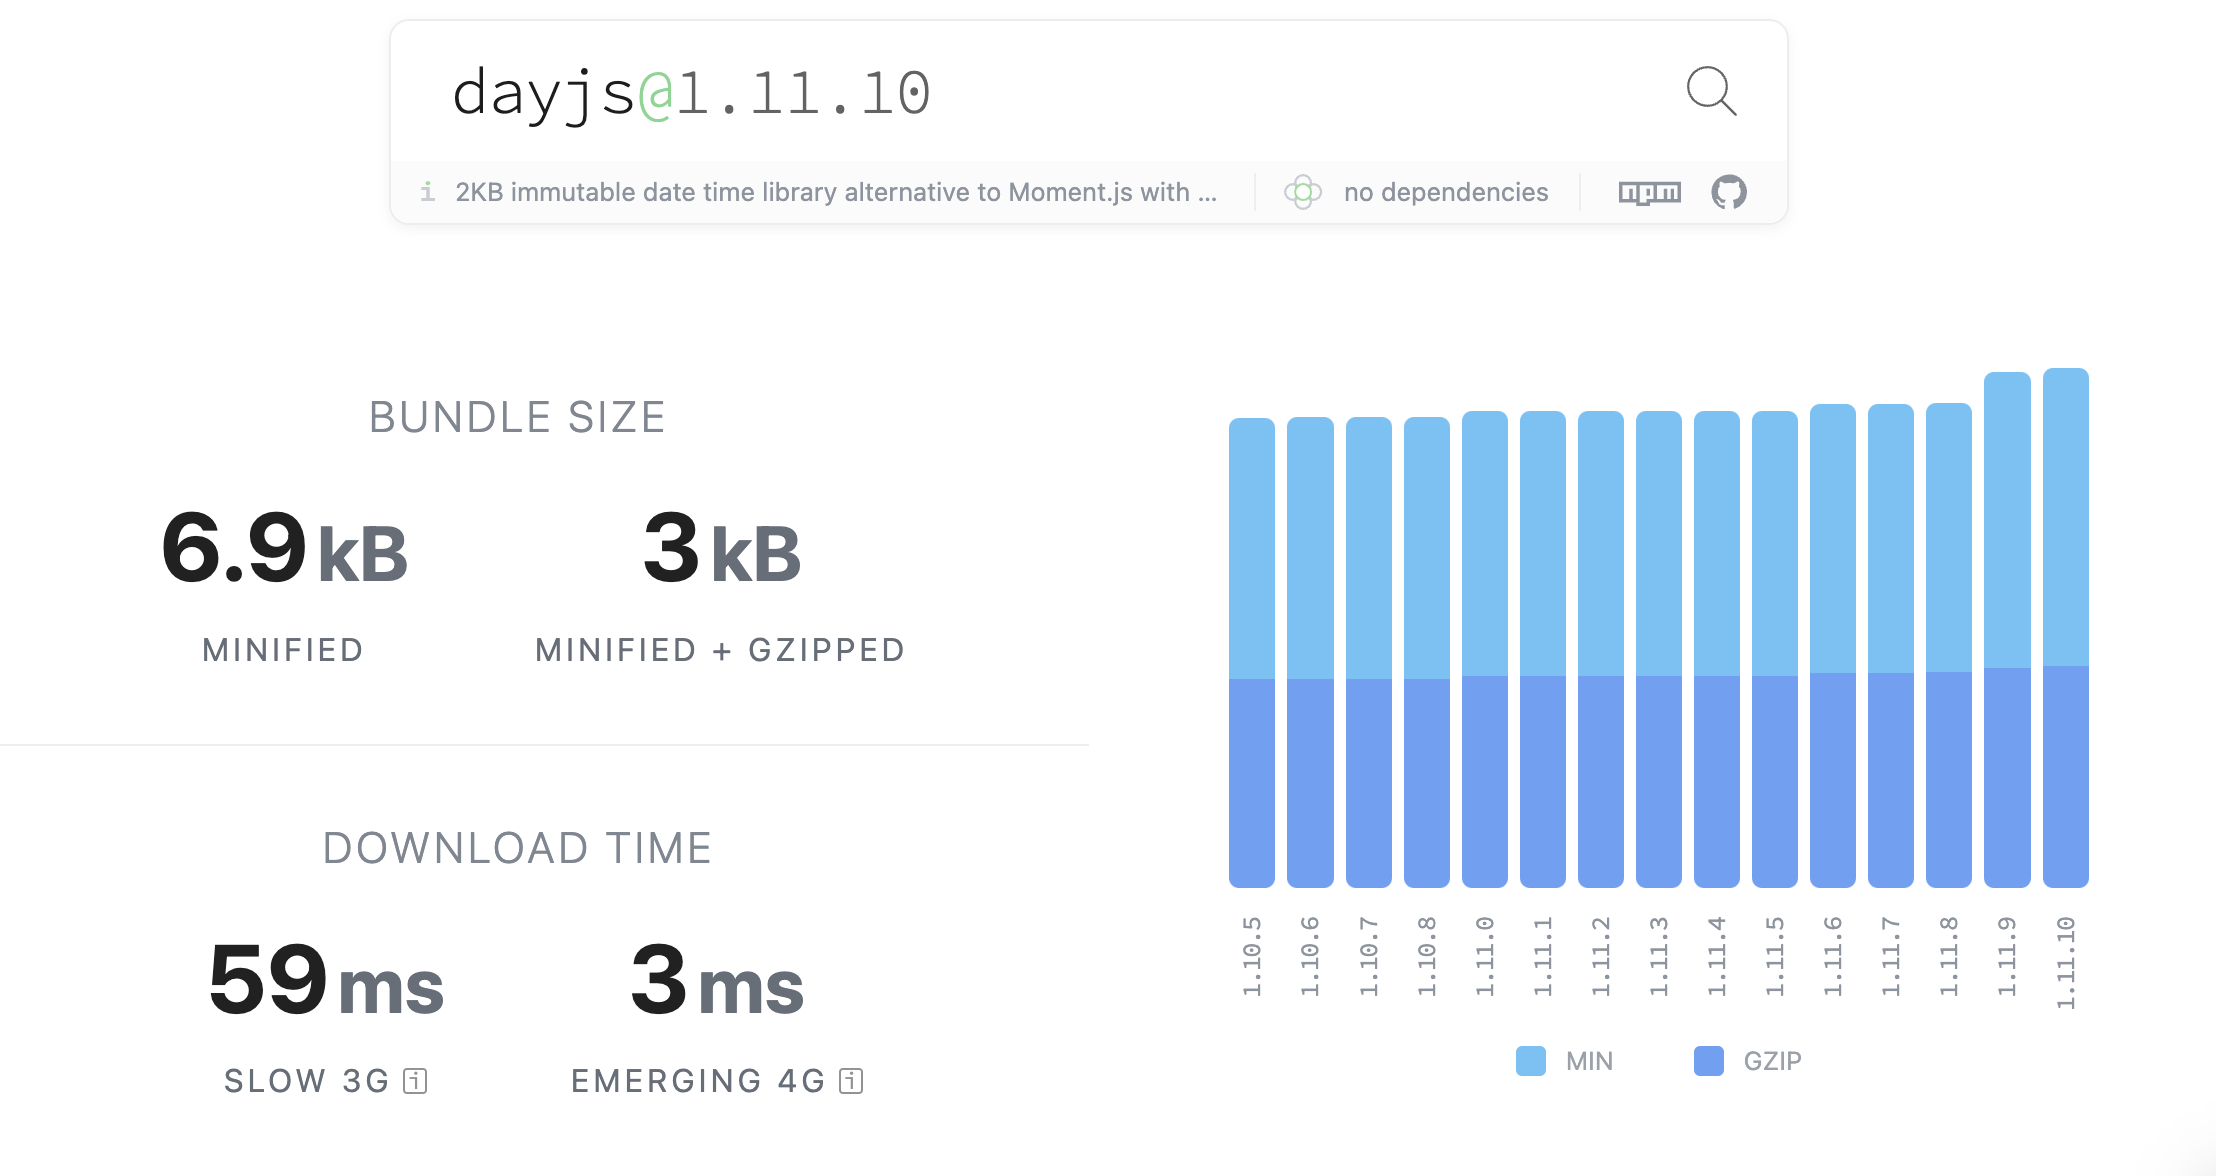 dayjs@1.11.10
i 2KB immutable date time library alternative to Moment.js with ... no dependencies npm
BUNDLE SIZE
6.9 kB
MINIFIED
3 kB
MINIFIED + GZIPPED
DOWNLOAD TIME
59 ms
SLOW 3G i
3 ms
EMERGING 4G i
1.10.5
1.10.6
1.10.7
1.10.8
1.11.0
1.11.1
1.11.2
1.11.3
1.11.4
1.11.5
1.11.6
1.11.7
1.11.8
1.11.9
1.11.10
MIN
GZIP